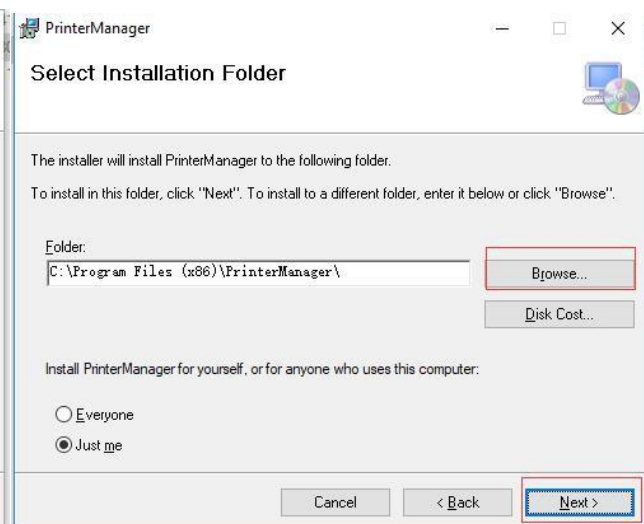 PrinterManager
Select Installation Folder
The installer will install PrinterManager to the following folder.
To install in this folder, click "Next". To install to a different folder, enter it below or click "Browse".
Folder:
C:\Program Files (x86)\PrinterManager\
Browse...
Disk Cost...
Install PrinterManager for yourself, or for anyone who uses this computer:
Everyone
Just me
Cancel
< Back
Next >